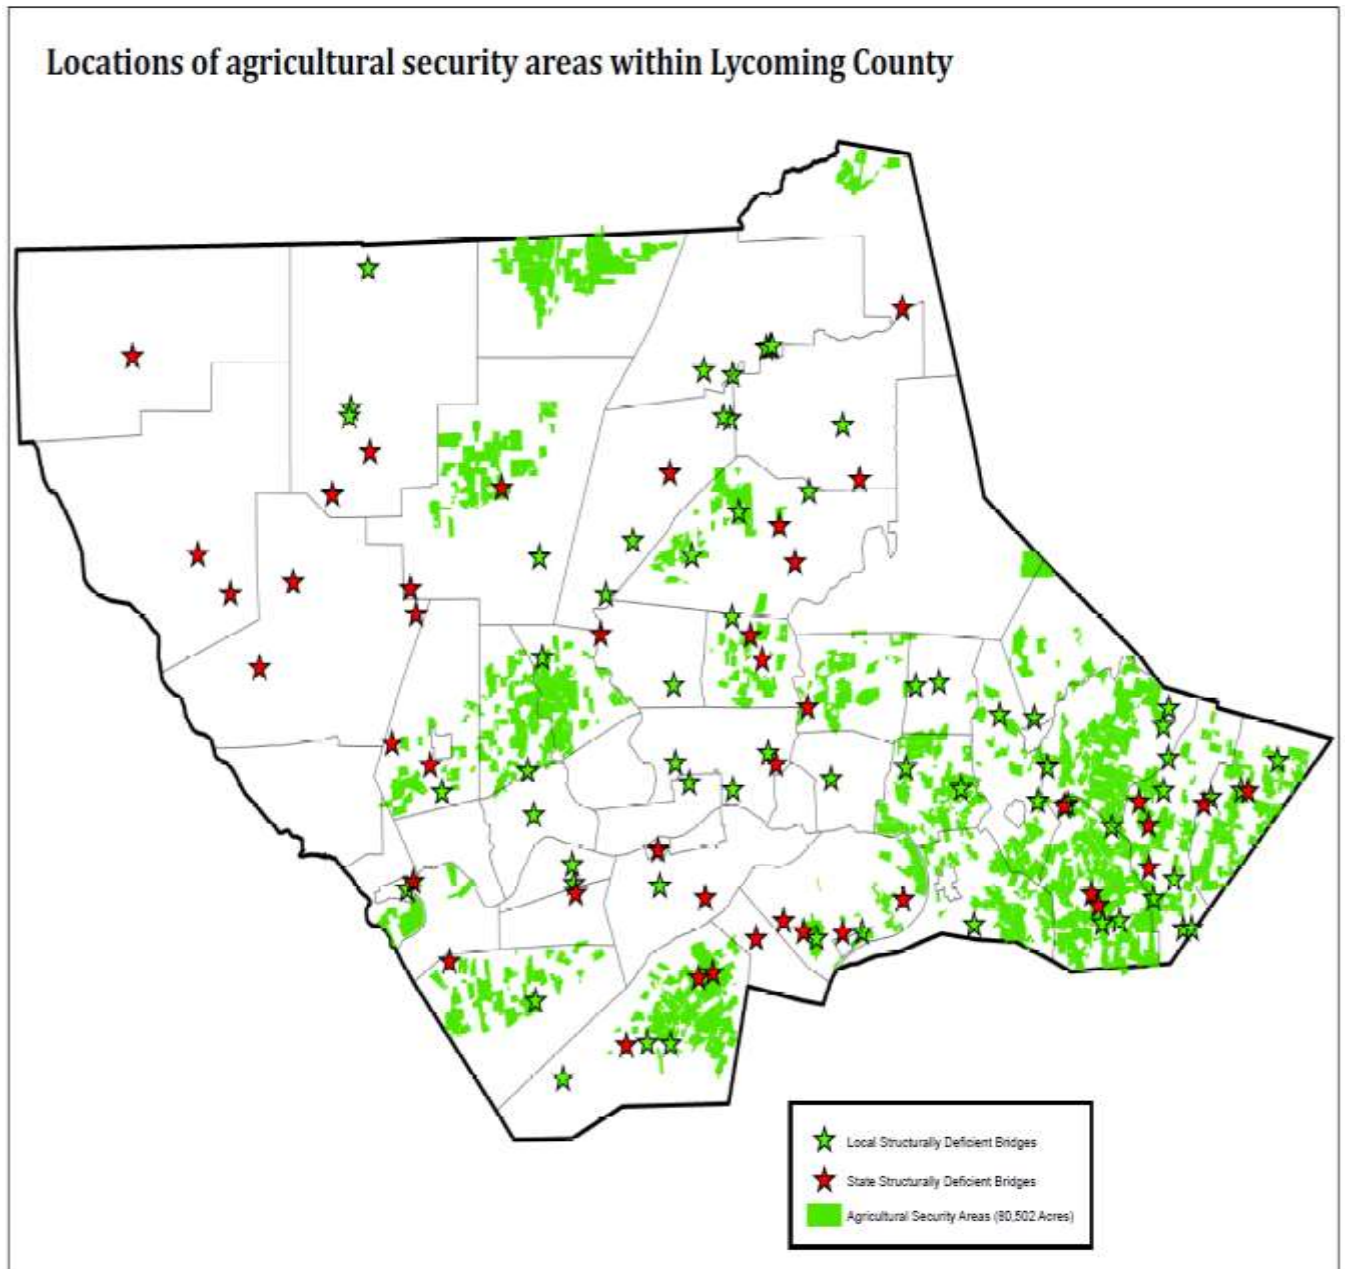 Locations of agricultural security areas within Lycoming County
Local Structurally Deficient Bridges
State Structurally Deficient Bridges
Agricultural Security Areas (80,502 Acres)